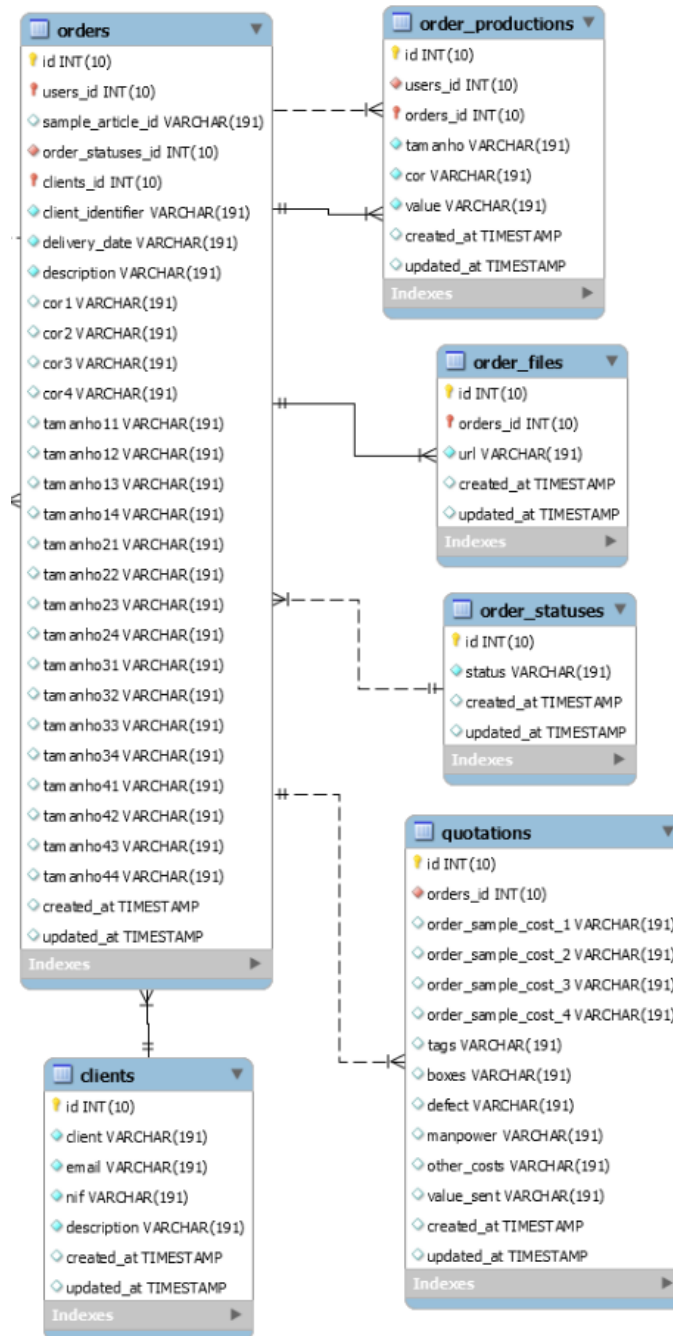 orders
id INT(10)
users_id INT(10)
sample_article_id VARCHAR(191)
order_statuses_id INT(10)
clients_id INT(10)
client_identifier VARCHAR(191)
delivery_date VARCHAR(191)
description VARCHAR(191)
cor1 VARCHAR(191)
cor2 VARCHAR(191)
cor3 VARCHAR(191)
cor4 VARCHAR(191)
tamanho11 VARCHAR(191)
tamanho12 VARCHAR(191)
tamanho13 VARCHAR(191)
tamanho14 VARCHAR(191)
tamanho21 VARCHAR(191)
tamanho22 VARCHAR(191)
tamanho23 VARCHAR(191)
tamanho24 VARCHAR(191)
tamanho31 VARCHAR(191)
tamanho32 VARCHAR(191)
tamanho33 VARCHAR(191)
tamanho34 VARCHAR(191)
tamanho41 VARCHAR(191)
tamanho42 VARCHAR(191)
tamanho43 VARCHAR(191)
tamanho44 VARCHAR(191)
created_at TIMESTAMP
updated_at TIMESTAMP
Indexes
order_productions
id INT(10)
users_id INT(10)
orders_id INT(10)
tamanho VARCHAR(191)
cor VARCHAR(191)
value VARCHAR(191)
created_at TIMESTAMP
updated_at TIMESTAMP
Indexes
order_files
id INT(10)
orders_id INT(10)
url VARCHAR(191)
created_at TIMESTAMP
updated_at TIMESTAMP
Indexes
order_statuses
id INT(10)
status VARCHAR(191)
created_at TIMESTAMP
updated_at TIMESTAMP
Indexes
quotations
id INT(10)
orders_id INT(10)
order_sample_cost_1 VARCHAR(191)
order_sample_cost_2 VARCHAR(191)
order_sample_cost_3 VARCHAR(191)
order_sample_cost_4 VARCHAR(191)
tags VARCHAR(191)
boxes VARCHAR(191)
defect VARCHAR(191)
manpower VARCHAR(191)
other_costs VARCHAR(191)
value_sent VARCHAR(191)
created_at TIMESTAMP
updated_at TIMESTAMP
Indexes
clients
id INT(10)
client VARCHAR(191)
email VARCHAR(191)
nif VARCHAR(191)
description VARCHAR(191)
created_at TIMESTAMP
updated_at TIMESTAMP
Indexes